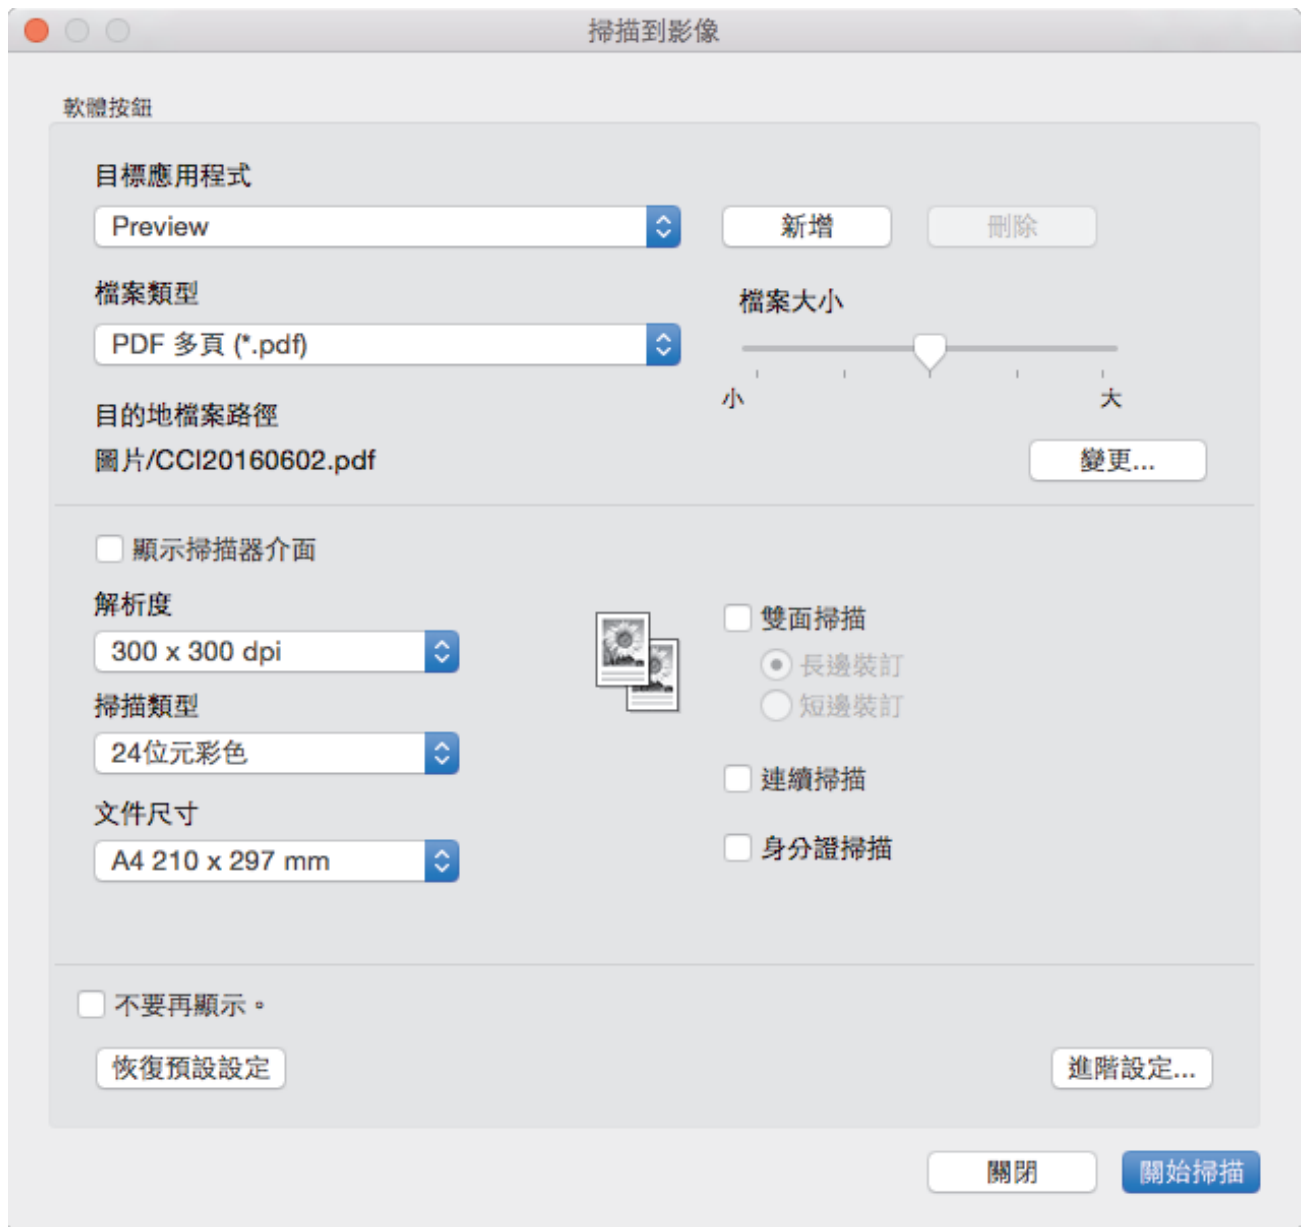 掃描到影像
軟體按鈕
目標應用程式
Preview
新增
刪除
檔案類型
檔案大小
PDF 多頁 (*.pdf)
小
大
目的地檔案路徑
圖片/CCI20160602.pdf
變更...
顯示掃描器介面
解析度
雙面掃描
300 x 300 dpi
長邊裝訂
掃描類型
短邊裝訂
24位元彩色
連續掃描
文件尺寸
身分證掃描
A4 210 x 297 mm
不要再顯示。
恢復預設設定
進階設定...
關閉
開始掃描